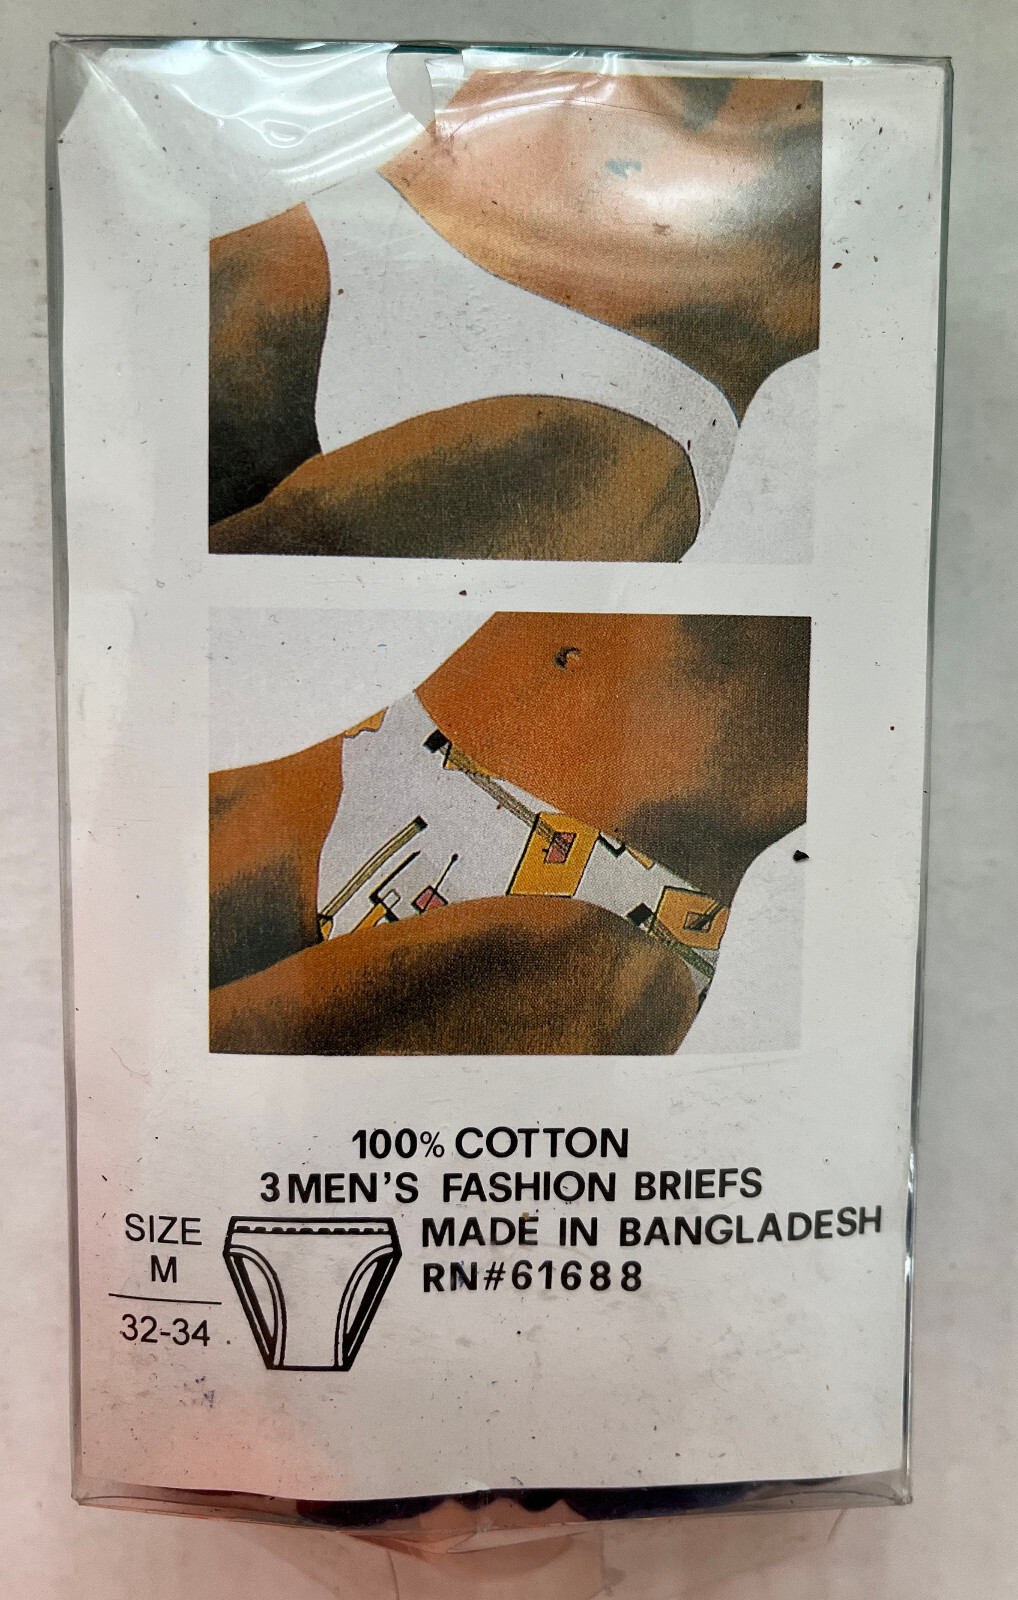 100% COTTON
3 MEN'S FASHION BRIEFS
SIZE
M
32-34
MADE IN BANGLADESH
RN#61688